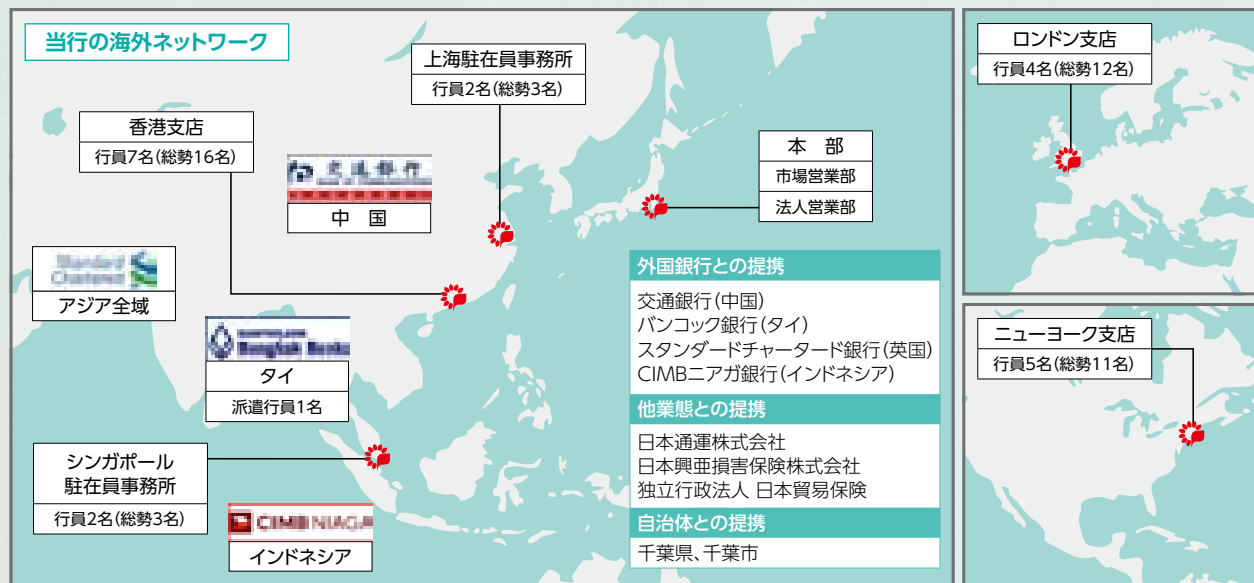 当行の海外ネットワーク
上海駐在員事務所
行員2名(総勢3名)
香港支店
行員7名(総勢16名)
交通銀行
中　国
本　部
市場営業部
法人営業部
Standard
Chartered
アジア全域
Bangkok Bank
タイ
派遣行員1名
シンガポール
駐在員事務所
行員2名(総勢3名)
CIMB NIAGA
インドネシア
外国銀行との提携
交通銀行(中国)
バンコック銀行(タイ)
スタンダードチャータード銀行(英国)
CIMBニアガ銀行(インドネシア)
他業態との提携
日本通運株式会社
日本興亜損害保険株式会社
独立行政法人 日本貿易保険
自治体との提携
千葉県、千葉市
ロンドン支店
行員4名(総勢12名)
ニューヨーク支店
行員5名(総勢11名)